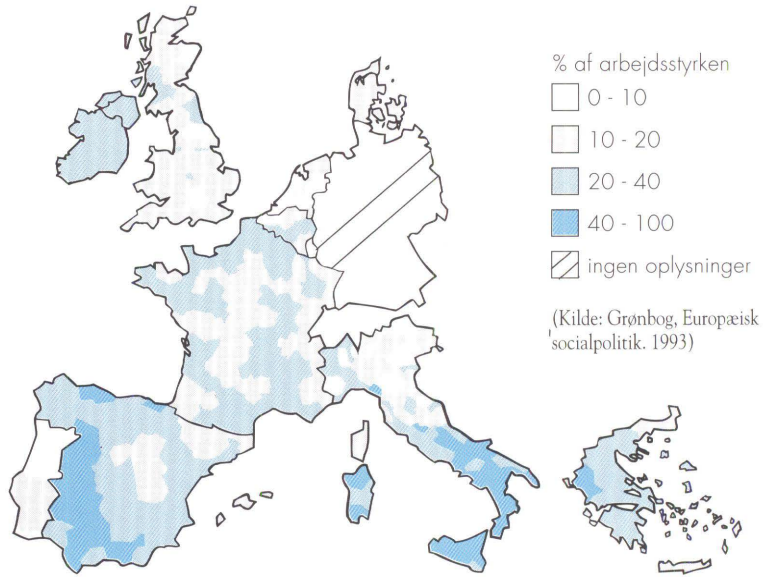 % af arbejdsstyrken
0 - 10
10 - 20
20 - 40
40 - 100
ingen oplysninger
(Kilde: Grønbog, Europæisk
socialpolitik. 1993)